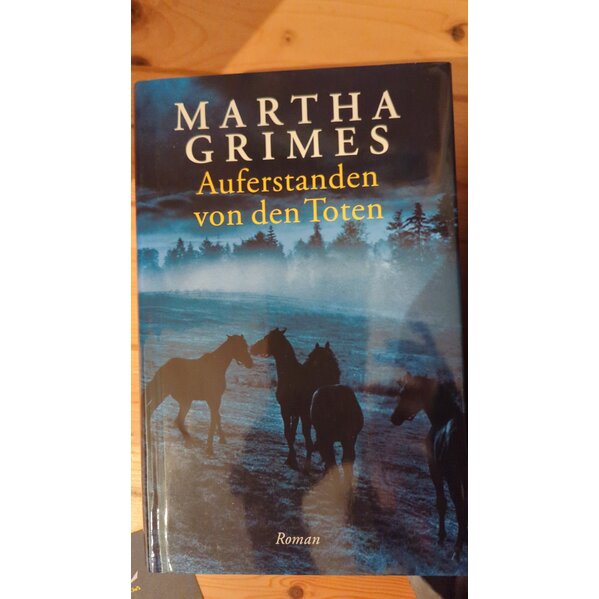 MARTHA
GRIMES
Auferstanden
von den Toten
Roman